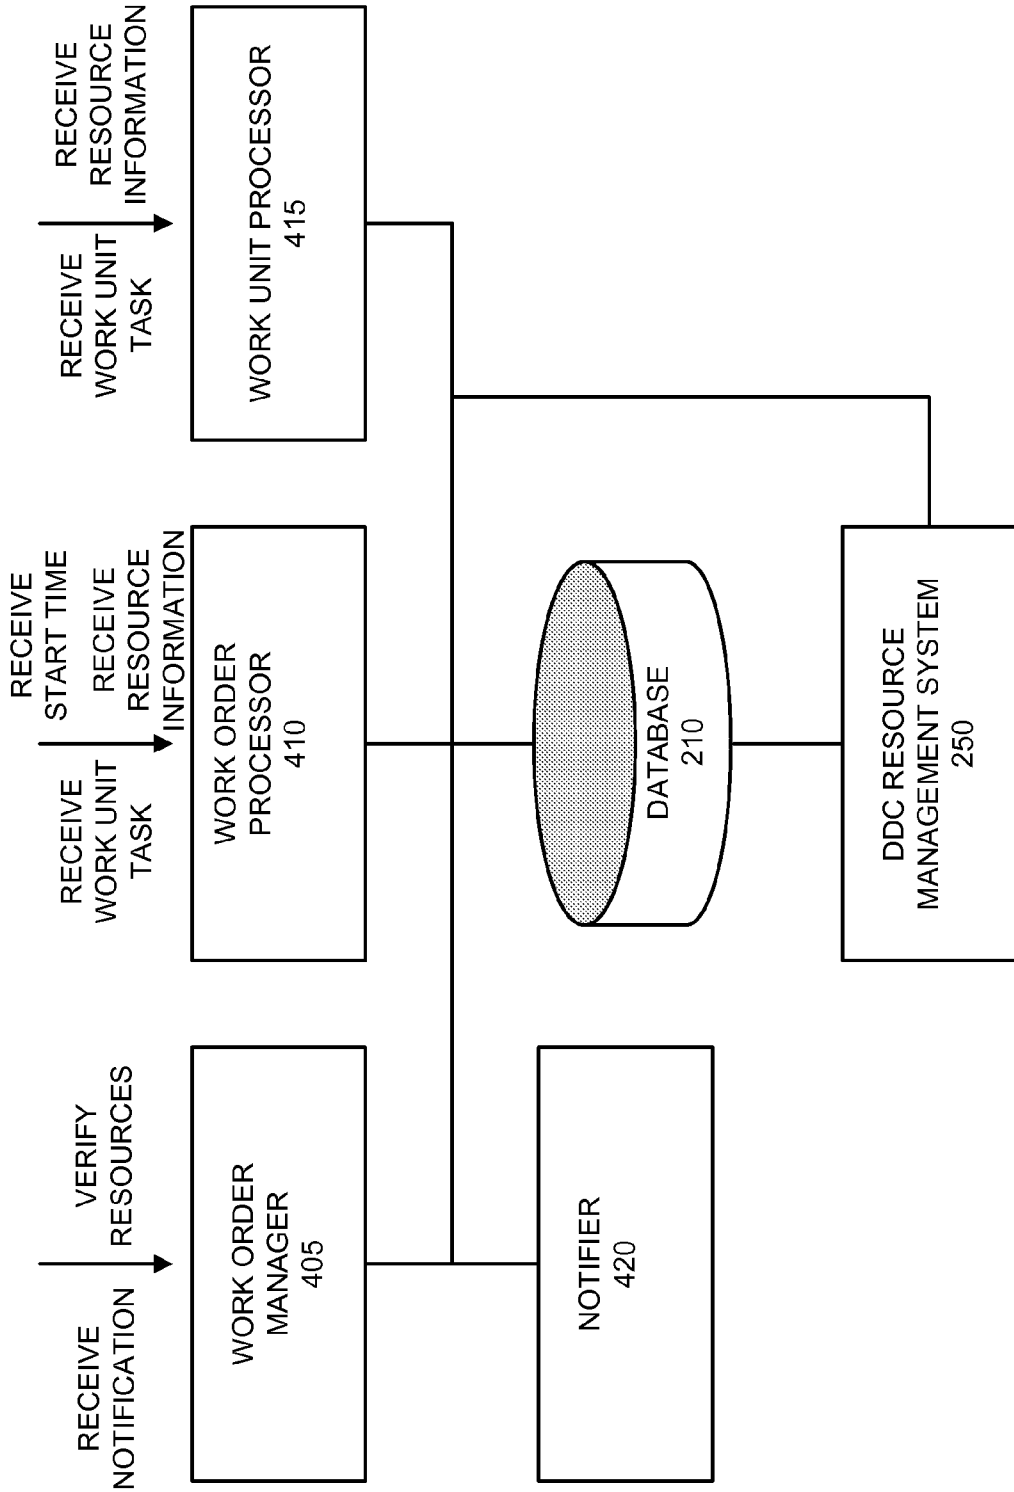 RECEIVE
NOTIFICATION
VERIFY
RESOURCES
WORK ORDER
MANAGER
405
NOTIFIER
420
RECEIVE
WORK UNIT
TASK
RECEIVE
START TIME
RECEIVE
RESOURCE
INFORMATION
WORK ORDER
PROCESSOR
410
DATABASE
210
DDC RESOURCE
MANAGEMENT SYSTEM
250
RECEIVE
WORK UNIT
TASK
RECEIVE
RESOURCE
INFORMATION
WORK UNIT PROCESSOR
415